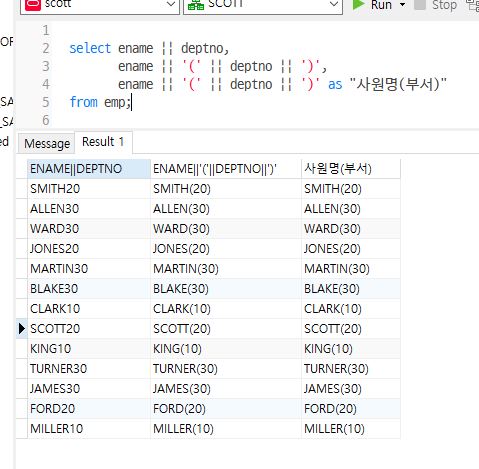 scott SCOTT Run Stop
1
2 select ename || deptno,
3 ename || '(' || deptno || ')',
4 ename || '(' || deptno || ')' as "사원명(부서)"
5 from emp;
6
OF
_SA
_SA
ed
Message Result 1
ENAME||DEPTNO ENAME||'('||DEPTNO||')' 사원명(부서)
SMITH20 SMITH(20) SMITH(20)
ALLEN30 ALLEN(30) ALLEN(30)
WARD30 WARD(30) WARD(30)
JONES20 JONES(20) JONES(20)
MARTIN30 MARTIN(30) MARTIN(30)
BLAKE30 BLAKE(30) BLAKE(30)
CLARK10 CLARK(10) CLARK(10)
SCOTT20 SCOTT(20) SCOTT(20)
KING10 KING(10) KING(10)
TURNER30 TURNER(30) TURNER(30)
JAMES30 JAMES(30) JAMES(30)
FORD20 FORD(20) FORD(20)
MILLER10 MILLER(10) MILLER(10)